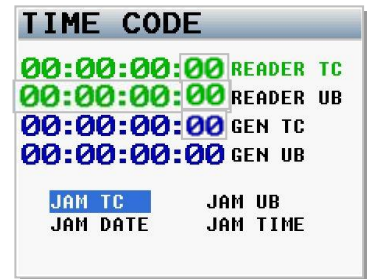 TIME CODE
00:00:00:00 READER TC
00:00:00:00 READER UB
00:00:00:00 GEN TC
00:00:00:00 GEN UB
JAM TC JAM UB
JAM DATE JAM TIME